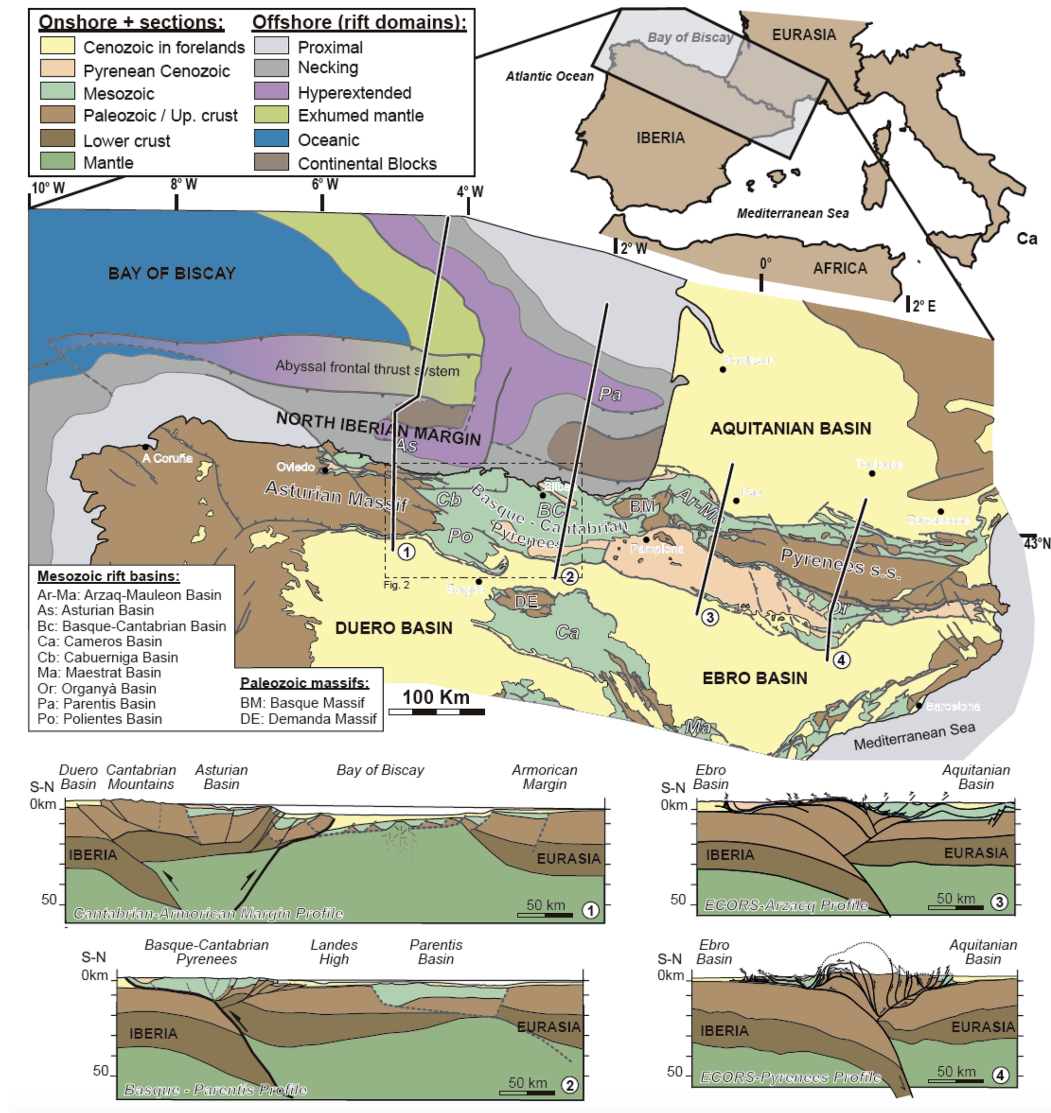 Onshore + sections:
Cenozoic in forelands
Pyrenean Cenozoic
Mesozoic
Paleozoic / Up. crust
Lower crust
Mantle
Offshore (rift domains):
Proximal
Necking
Hyperextended
Exhumed mantle
Oceanic
Continental Blocks
Bay of Biscay
EURASIA
Atlantic Ocean
IBERIA
Mediterranean Sea
AFRICA
Ca
10° W
8° W
6° W
4° W
2° W
0°
2° E
43°N
BAY OF BISCAY
Abyssal frontal thrust system
NORTH IBERIAN MARGIN
As
Pa
Bordeaux
AQUITANIAN BASIN
A Coruña
Oviedo
Asturian Massif
Cb
Po
Basque - Cantabrian
Pyrenees
BC
BM
Pamplona
Pyrenees s.s.
1
2
3
4
Fig. 2
DE
Ca
DUERO BASIN
EBRO BASIN
Ma
Barcelona
Mediterranean Sea
Mesozoic rift basins:
Ar-Ma: Arzaq-Mauleon Basin
As: Asturian Basin
Bc: Basque-Cantabrian Basin
Ca: Cameros Basin
Cb: Cabuerniga Basin
Ma: Maestrat Basin
Or: Organyà Basin
Pa: Parentis Basin
Po: Polientes Basin
Paleozoic massifs:
BM: Basque Massif
DE: Demanda Massif
100 Km
Duero Basin
Cantabrian Mountains
Asturian Basin
Bay of Biscay
Armorican Margin
S-N
0km
IBERIA
EURASIA
50
Cantabrian-Armorican Margin Profile
50 km
1
Basque-Cantabrian Pyrenees
Landes High
Parentis Basin
S-N
0km
IBERIA
EURASIA
50
Basque - Parentis Profile
50 km
2
Ebro Basin
Aquitanian Basin
S-N
0km
IBERIA
EURASIA
50
ECORS-Arzacq Profile
50 km
3
Ebro Basin
Aquitanian Basin
S-N
0km
IBERIA
EURASIA
50
ECORS-Pyrenees Profile
50 km
4